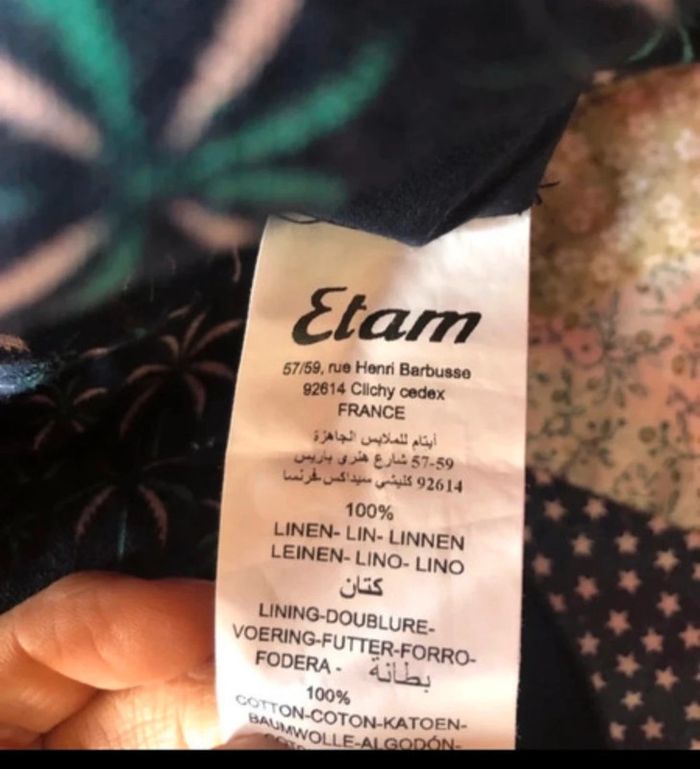 Etam
57/59, rue Henri Barbusse
92614 Clichy cedex
FRANCE
أيتام للملابس الجاهزة
57-59 شارع هنري باريس
92614 كليشي سيداكس فرنسا
100%
LINEN- LIN- LINNEN
LEINEN- LINO- LINO
كتان
LINING-DOUBLURE-
VOERING-FUTTER-FORRO-
FODERA - بطانة
100%
COTTON-COTON-KATOEN-
BAUMWOLLE-ALGODÓN-